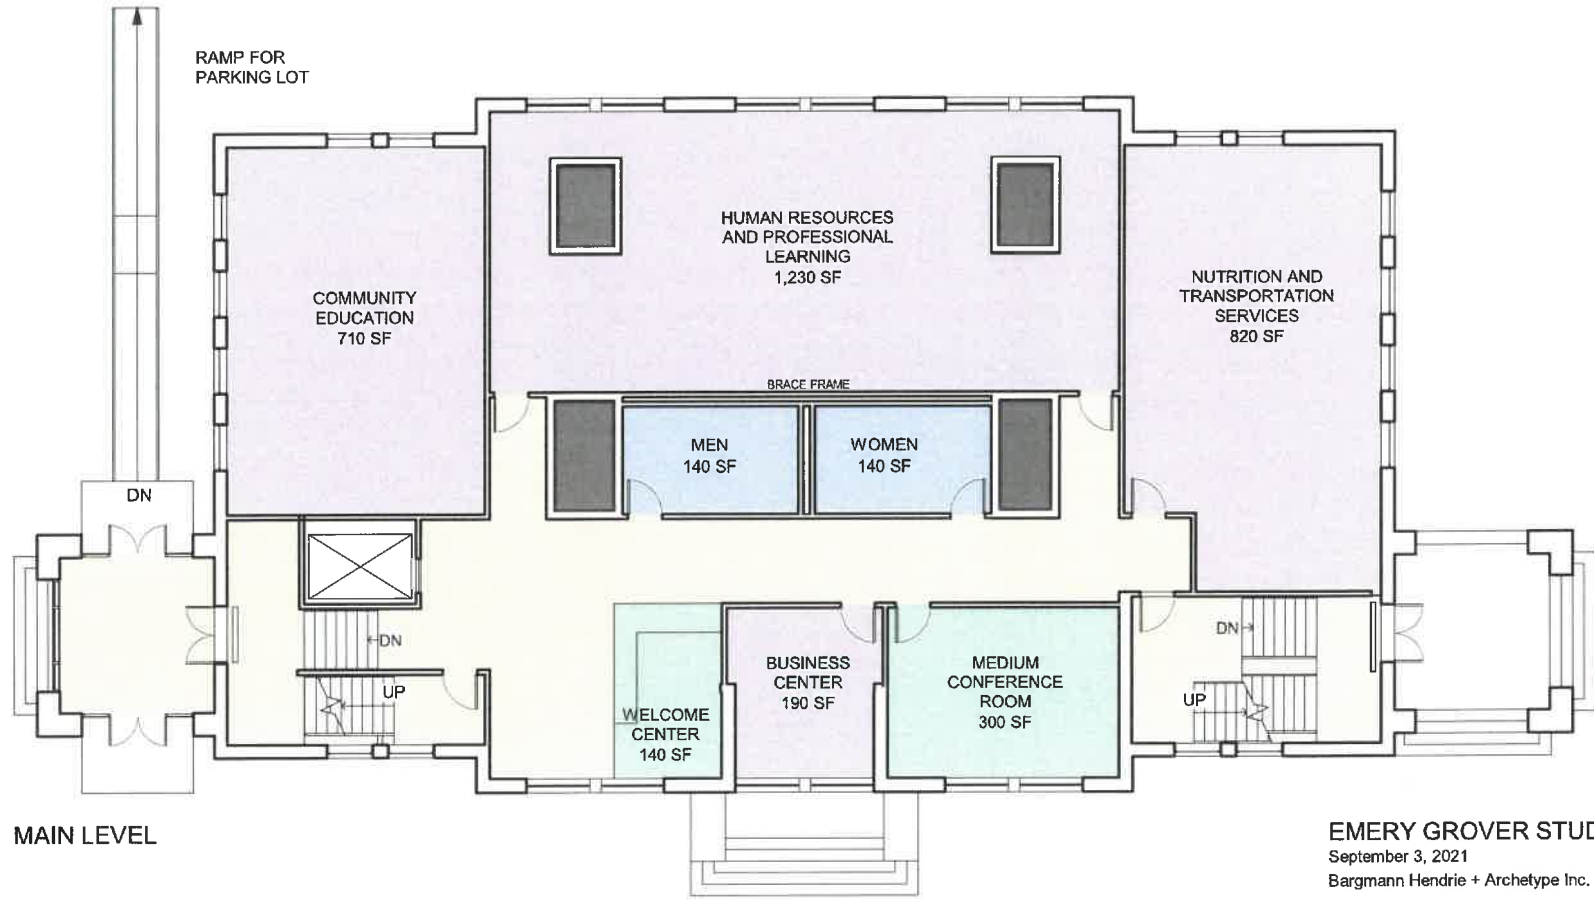 RAMP FOR
PARKING LOT
HUMAN RESOURCES
AND PROFESSIONAL
LEARNING
1,230 SF
COMMUNITY
EDUCATION
710 SF
NUTRITION AND
TRANSPORTATION
SERVICES
820 SF
BRACE FRAME
MEN
140 SF
WOMEN
140 SF
DN
DN
UP
WELCOME
CENTER
140 SF
BUSINESS
CENTER
190 SF
MEDIUM
CONFERENCE
ROOM
300 SF
DN
UP
MAIN LEVEL
EMERY GROVER STUD
September 3, 2021
Bargmann Hendrie + Archetype Inc.